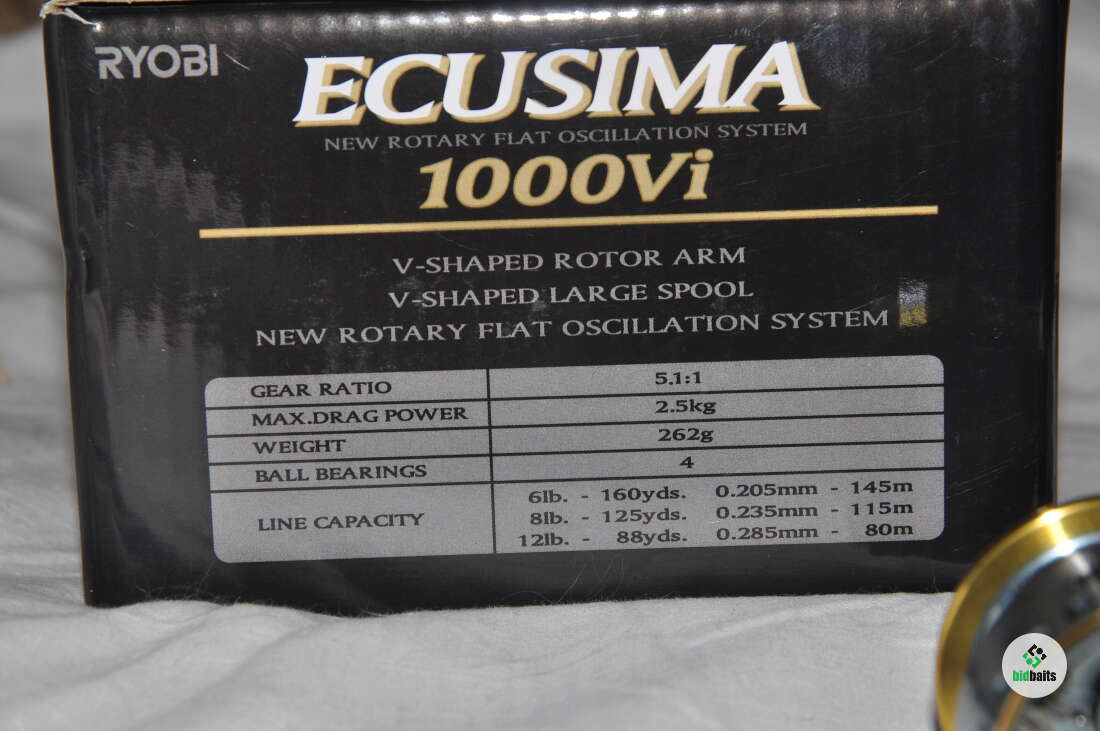 RYOBI
ECUSIMA
NEW ROTARY FLAT OSCILLATION SYSTEM
1000Vi
V-SHAPED ROTOR ARM
V-SHAPED LARGE SPOOL
NEW ROTARY FLAT OSCILLATION SYSTEM
GEAR RATIO 5.1:1
MAX.DRAG POWER 2.5kg
WEIGHT 262g
BALL BEARINGS 4
LINE CAPACITY
6lb. - 160yds. 0.205mm - 145m
8lb. - 125yds. 0.235mm - 115m
12lb. - 88yds. 0.285mm - 80m
bidbaits